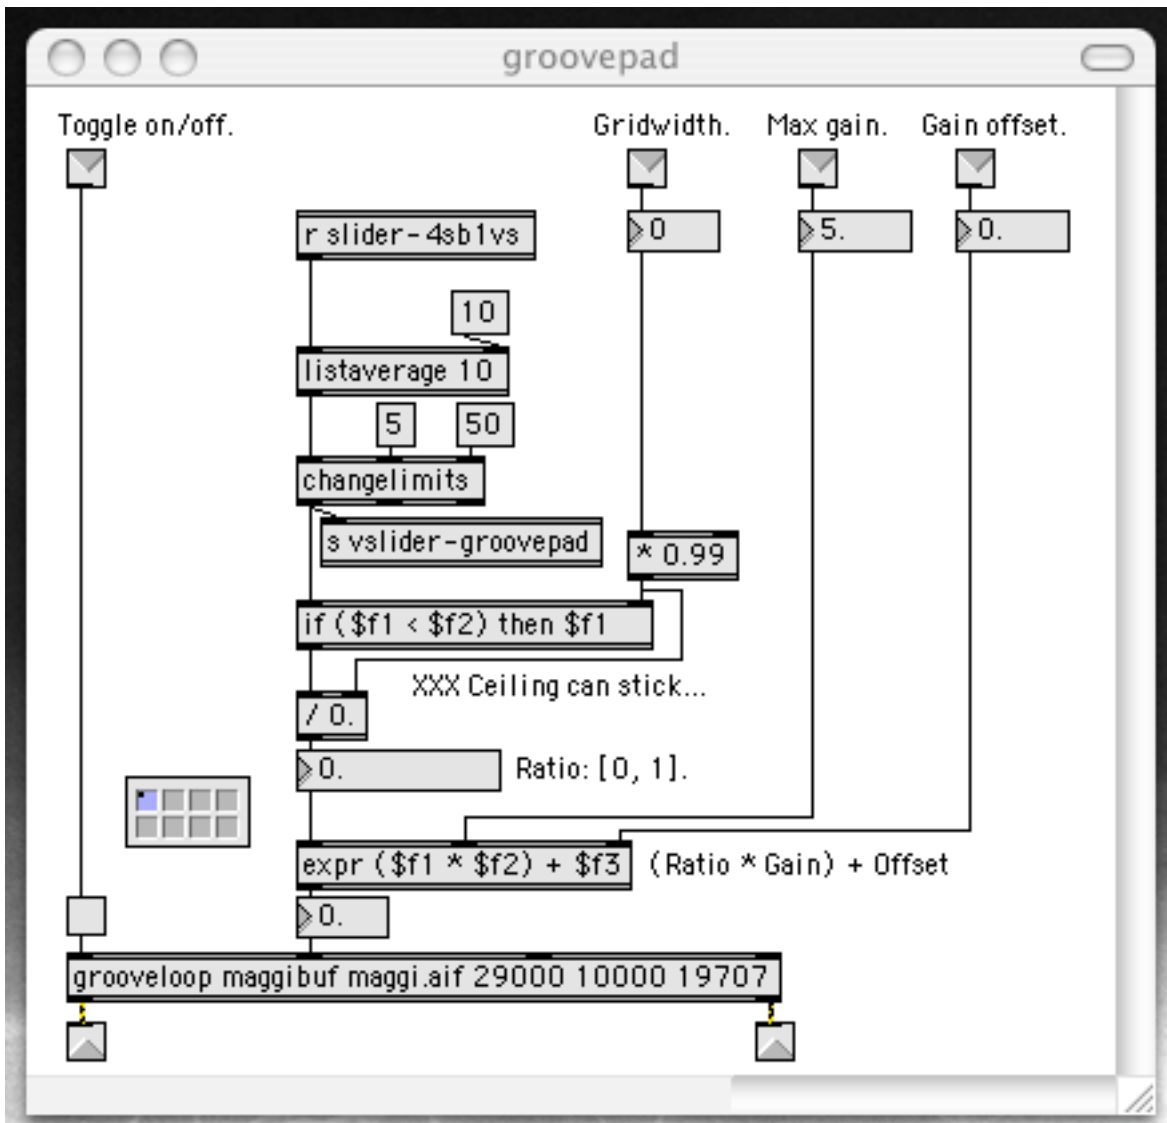 groovepad
Toggle on/off.
Gridwidth.
Max gain.
Gain offset.
r slider-4sb1vs
0
5.
0.
10
listaverage 10
5
50
changelimits
s vslider-groovepad
* 0.99
if ($f1 < $f2) then $f1
XXX Ceiling can stick...
/ 0.
0.
Ratio: [0, 1].
expr ($f1 * $f2) + $f3
(Ratio * Gain) + Offset
0.
grooveloop maggibuf maggi.aif 29000 10000 19707